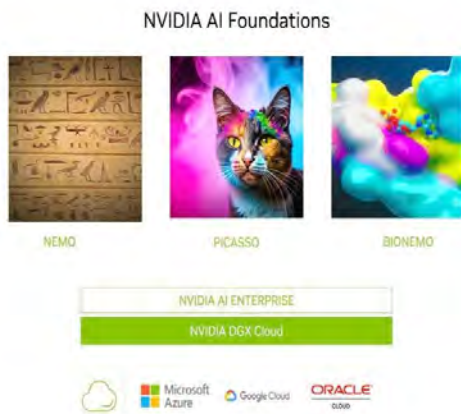 NVIDIA AI Foundations
NEMO
PICASSO
BIONEMO
NVIDIA AI ENTERPRISE
NVIDIA DGX Cloud
Microsoft
Azure
Google Cloud
ORACLE
CLOUD